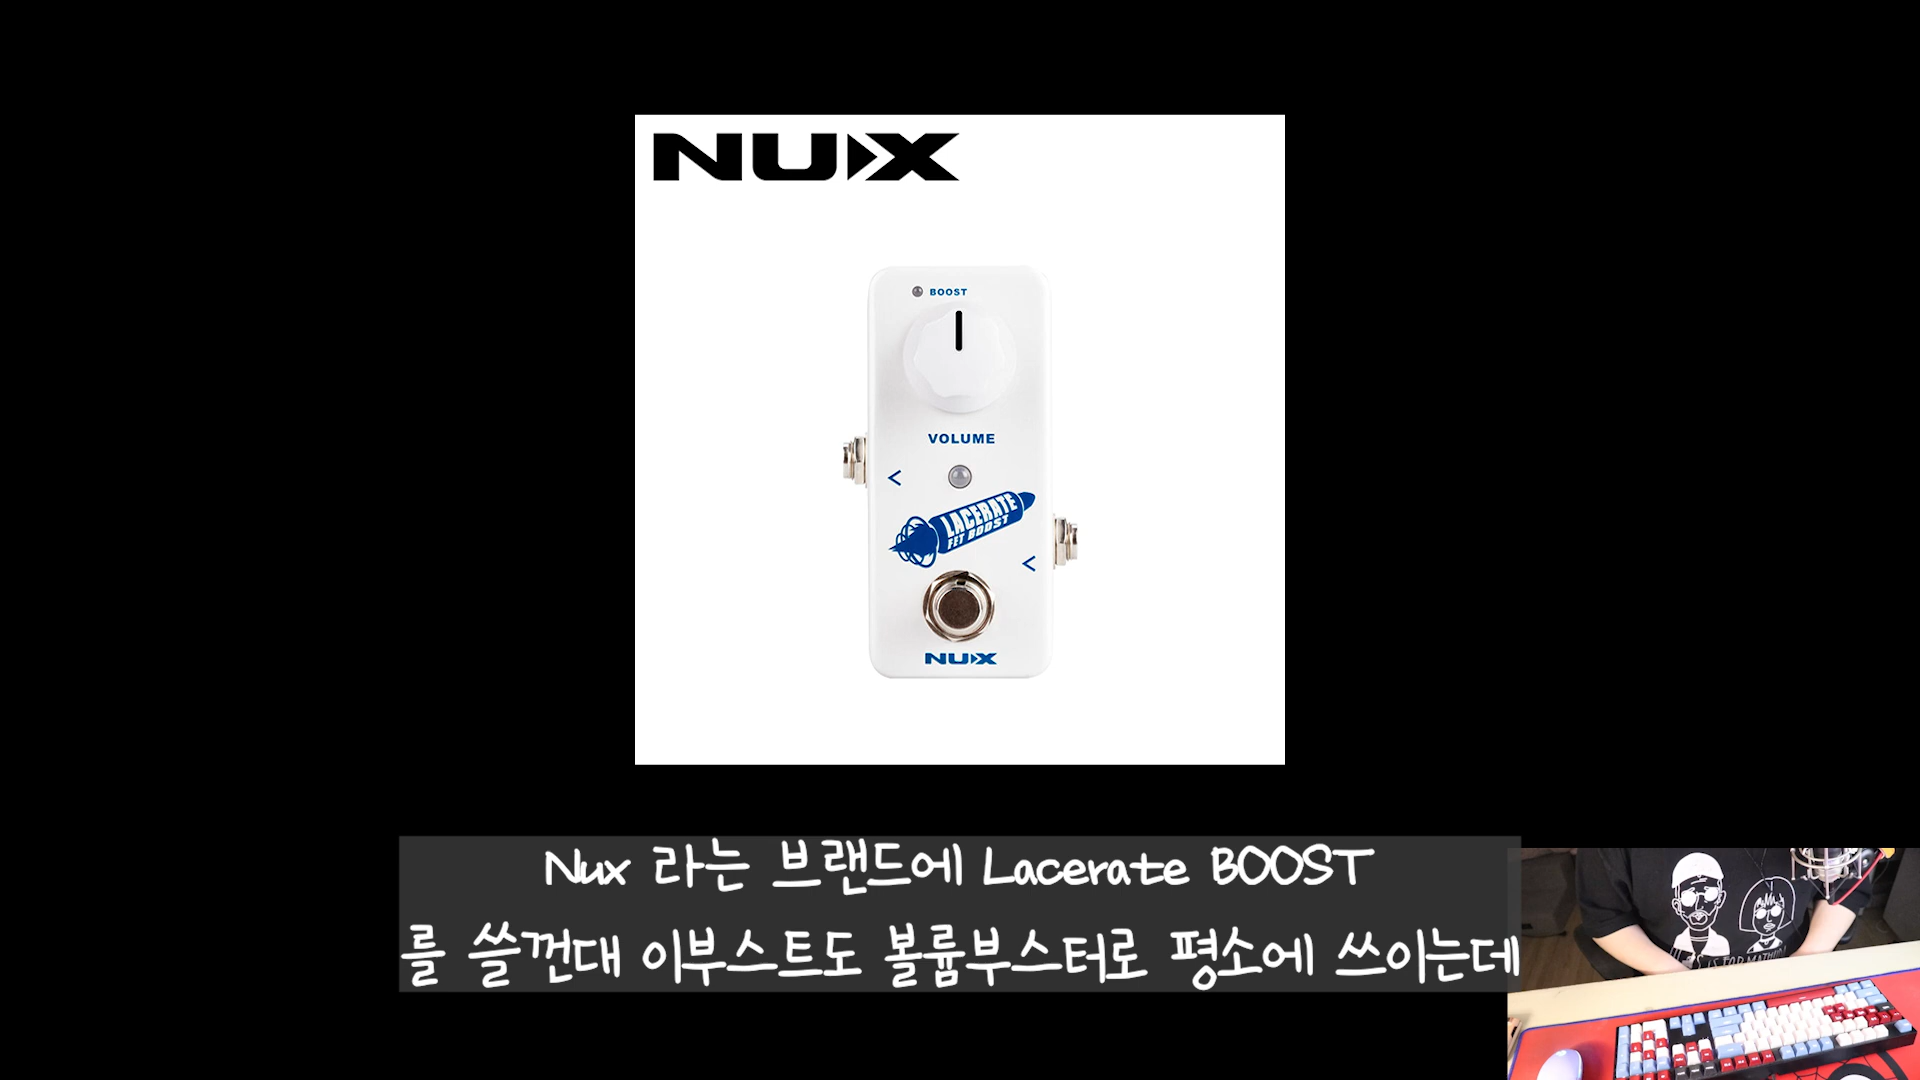 NUX
BOOST
VOLUME
<
LACERATE
FET BOOST
<
NUX
Nux 라는 브랜드에 Lacerate BOOST
를 쓸껀대 이부스트도 볼륨부스터로 평소에 쓰이는데